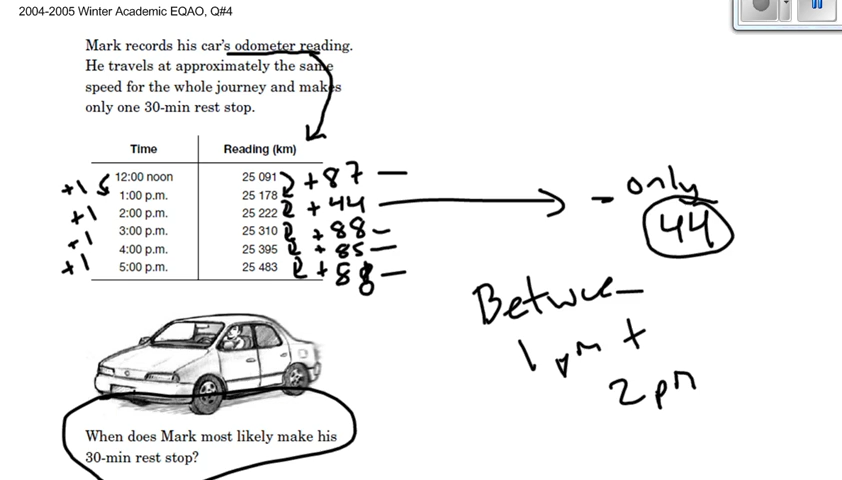 2004-2005 Winter Academic EQAO, Q#4
Mark records his car's odometer reading.
He travels at approximately the same
speed for the whole journey and makes
only one 30-min rest stop.
Time Reading (km)
12:00 noon 25 091 +87
+1 1:00 p.m. 25 178 +44
+1 2:00 p.m. 25 222 +88
+1 3:00 p.m. 25 310 +85
+1 4:00 p.m. 25 395 +88
5:00 p.m. 25 483
- only
44
Between
1 pm +
2 pm
When does Mark most likely make his
30-min rest stop?